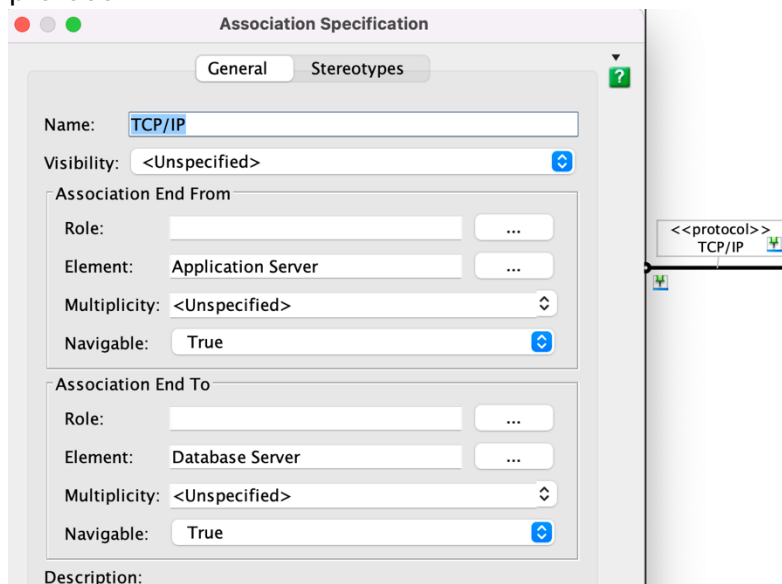 Association Specification
General Stereotypes
?
Name: TCP/IP
Visibility: <Unspecified>
Association End From
Role: ...
Element: Application Server ...
Multiplicity: <Unspecified>
Navigable: True
Association End To
Role: ...
Element: Database Server ...
Multiplicity: <Unspecified>
Navigable: True
Description:
<<protocol>>
TCP/IP